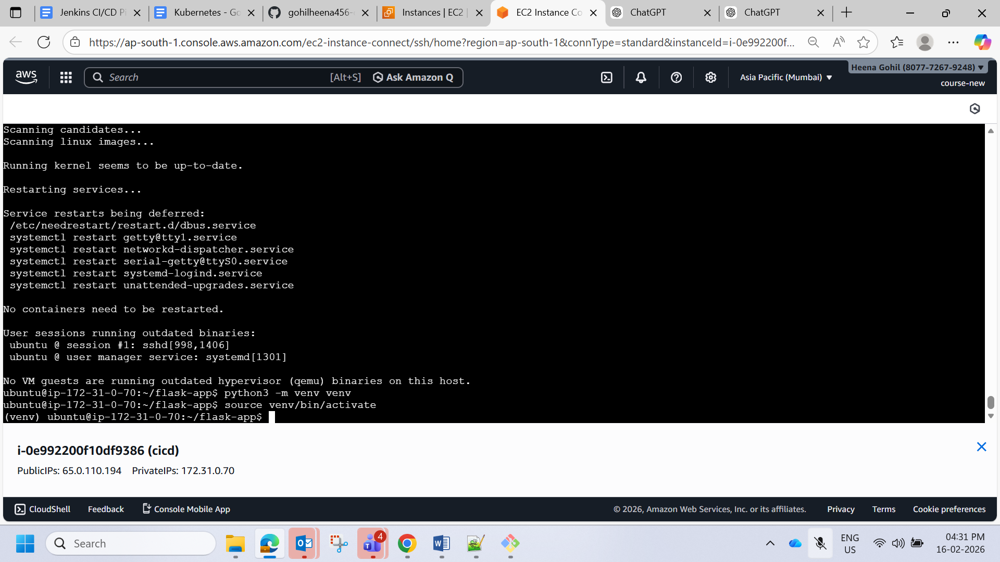 Jenkins CI/CD Pi
Kubernetes - Go
gohilheena456-
Instances | EC2
EC2 Instance Co
ChatGPT
ChatGPT
https://ap-south-1.console.aws.amazon.com/ec2-instance-connect/ssh/home?region=ap-south-1&connType=standard&instanceId=i-0e992200f...
aws
Search
[Alt+S]
Ask Amazon Q
Asia Pacific (Mumbai)
Heena Gohil (8077-7267-9248)
course-new
Scanning candidates...
Scanning linux images...
Running kernel seems to be up-to-date.
Restarting services...
Service restarts being deferred:
/etc/needrestart/restart.d/dbus.service
systemctl restart getty@tty1.service
systemctl restart networkd-dispatcher.service
systemctl restart serial-getty@ttyS0.service
systemctl restart systemd-logind.service
systemctl restart unattended-upgrades.service
No containers need to be restarted.
User sessions running outdated binaries:
ubuntu @ session #1: sshd[998,1406]
ubuntu @ user manager service: systemd[1301]
No VM guests are running outdated hypervisor (qemu) binaries on this host.
ubuntu@ip-172-31-0-70:~/flask-app$ python3 -m venv venv
ubuntu@ip-172-31-0-70:~/flask-app$ source venv/bin/activate
(venv) ubuntu@ip-172-31-0-70:~/flask-app$
i-0e992200f10df9386 (cicd)
PublicIPs: 65.0.110.194 PrivateIPs: 172.31.0.70
CloudShell
Feedback
Console Mobile App
© 2026, Amazon Web Services, Inc. or its affiliates.
Privacy
Terms
Cookie preferences
Search
4
ENG
US
04:31 PM
16-02-2026